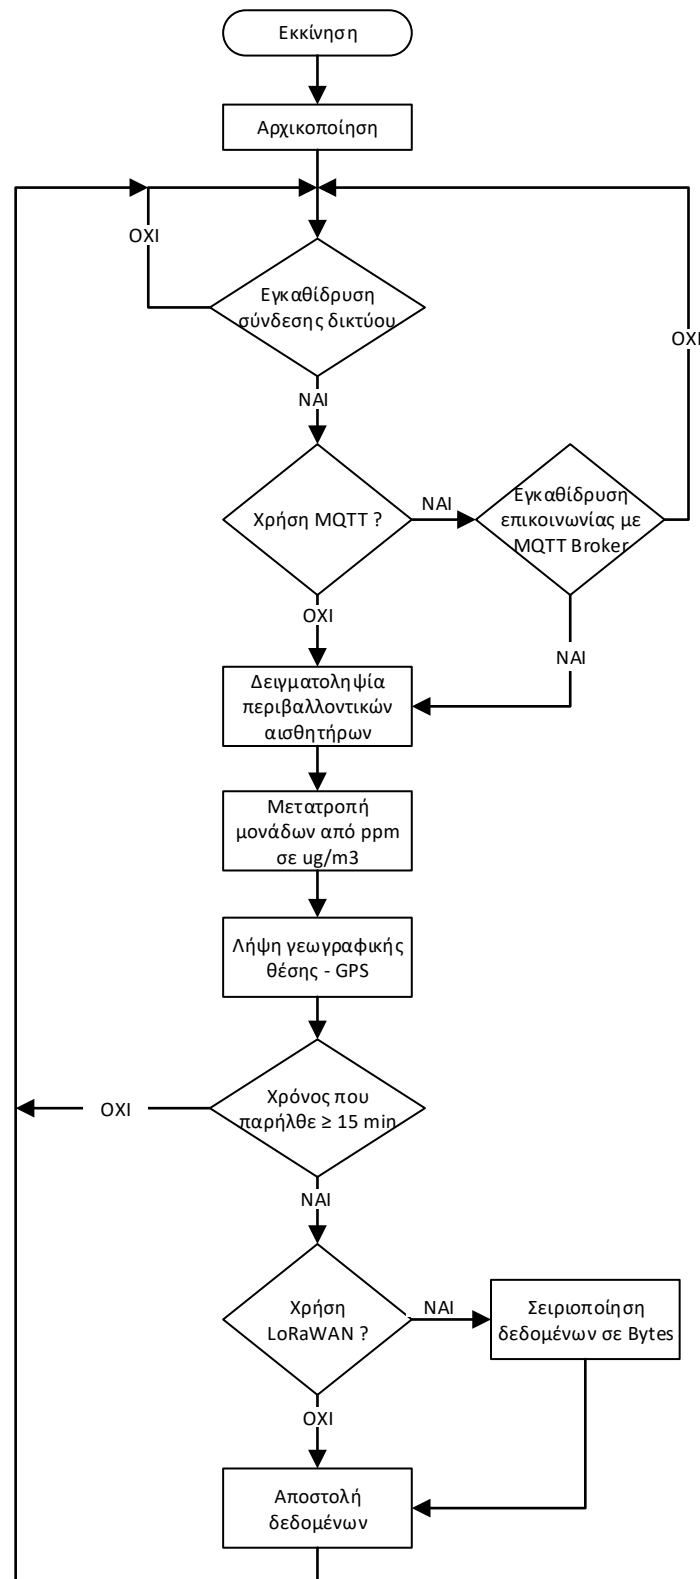 Εκκίνηση
Αρχικοποίηση
ΟΧΙ
Εγκαθίδρυση
σύνδεσης δικτύου
ΟΧΙ
ΝΑΙ
Χρήση MQTT ?
ΝΑΙ
Εγκαθίδρυση
επικοινωνίας με
MQTT Broker
ΟΧΙ
ΝΑΙ
Δειγματοληψία
περιβαλλοντικών
αισθητήρων
Μετατροπή
μονάδων από ppm
σε ug/m3
Λήψη γεωγραφικής
θέσης - GPS
Χρόνος που
παρήλθε ≥ 15 min
ΟΧΙ
ΝΑΙ
Χρήση
LoRaWAN ?
ΝΑΙ
Σειριοποίηση
δεδομένων σε Bytes
ΟΧΙ
Αποστολή
δεδομένων